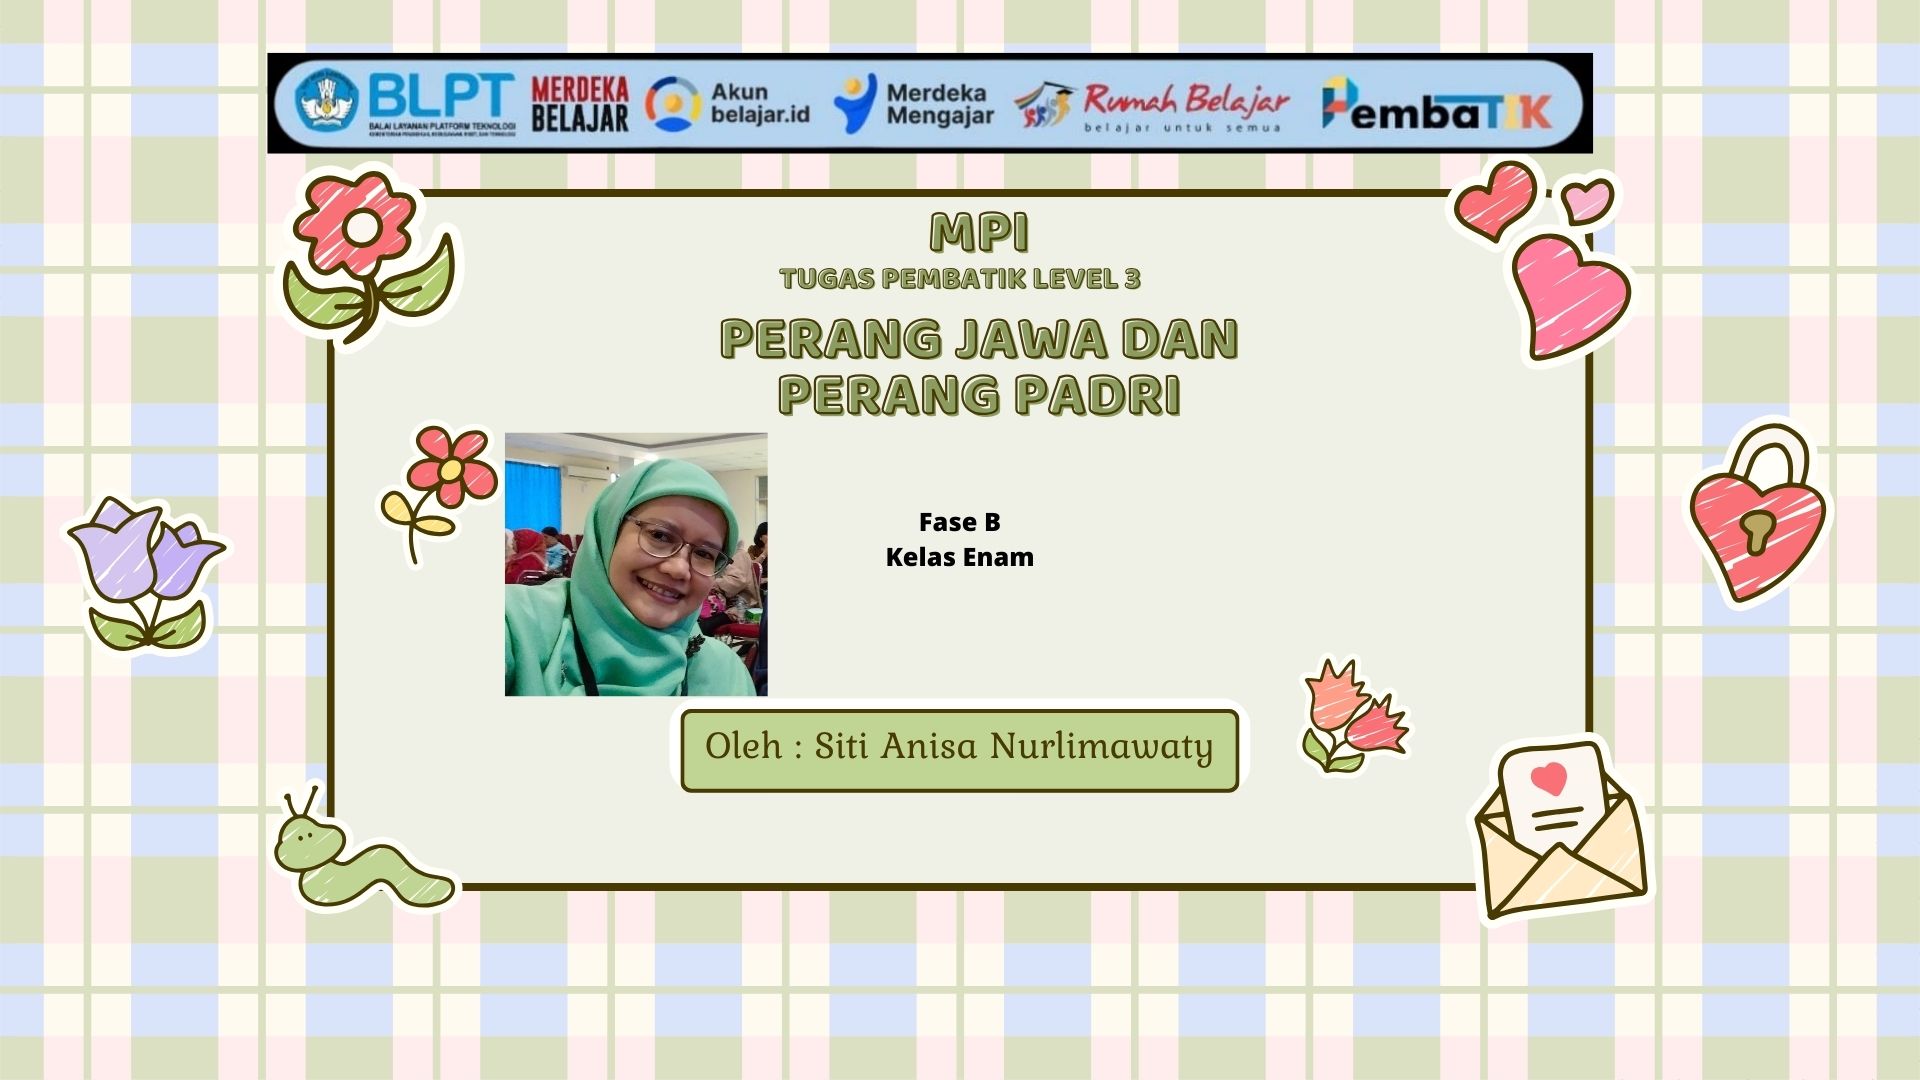 BLPT
BALAI LAYANAN PLATFORM TEKNOLOGI
MERDEKA
BELAJAR
Akun
belajar.id
Merdeka
Mengajar
Rumah Belajar
belajar untuk semua
PembaTIK
MPI
TUGAS PEMBATIK LEVEL 3
PERANG JAWA DAN
PERANG PADRI
Fase B
Kelas Enam
Oleh : Siti Anisa Nurlimawaty